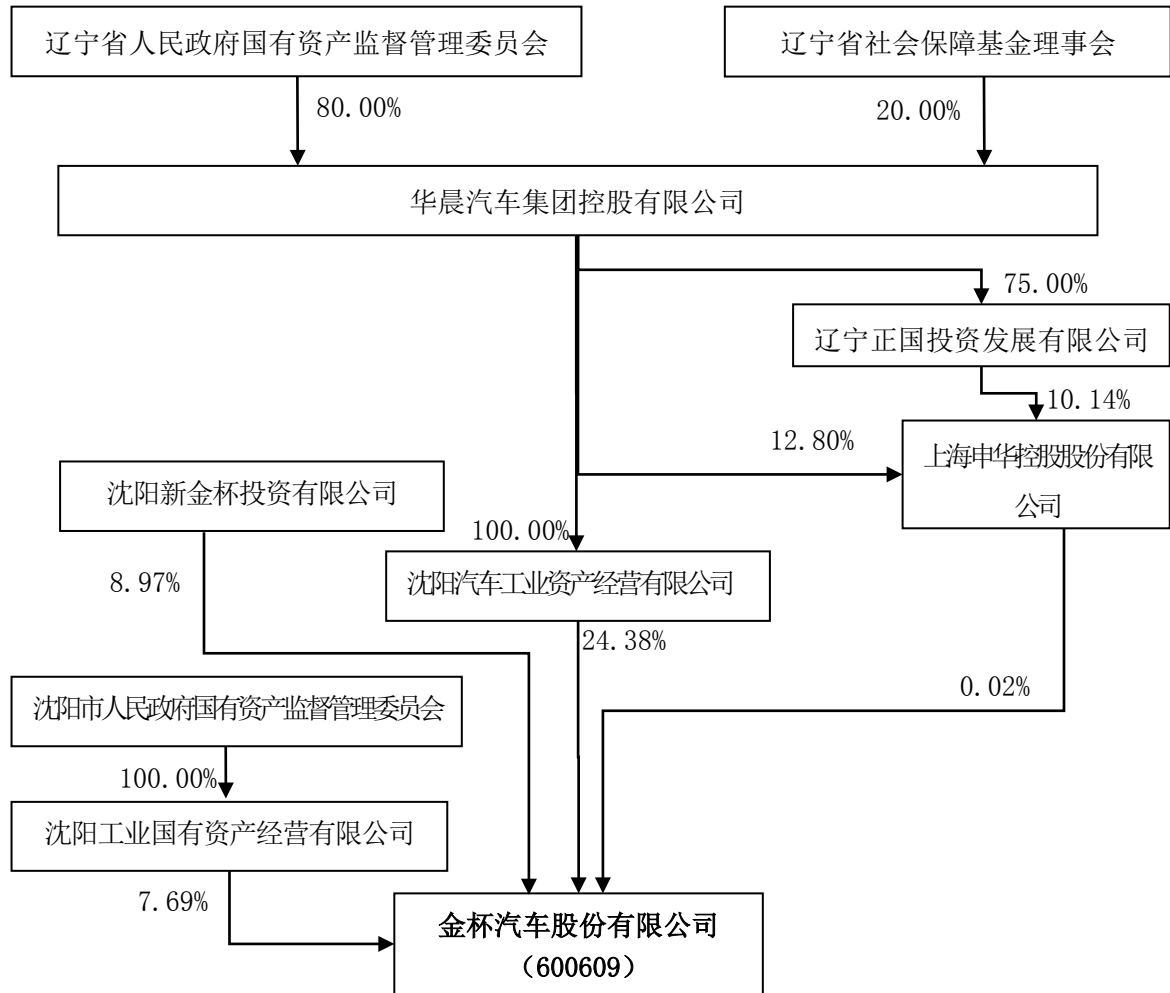 辽宁省人民政府国有资产监督管理委员会
辽宁省社会保障基金理事会
80.00%
20.00%
华晨汽车集团控股有限公司
75.00%
辽宁正国投资发展有限公司
10.14%
12.80%
上海申华控股股份有限
公司
沈阳新金杯投资有限公司
100.00%
沈阳汽车工业资产经营有限公司
8.97%
24.38%
0.02%
沈阳市人民政府国有资产监督管理委员会
100.00%
沈阳工业国有资产经营有限公司
7.69%
金杯汽车股份有限公司
（600609）